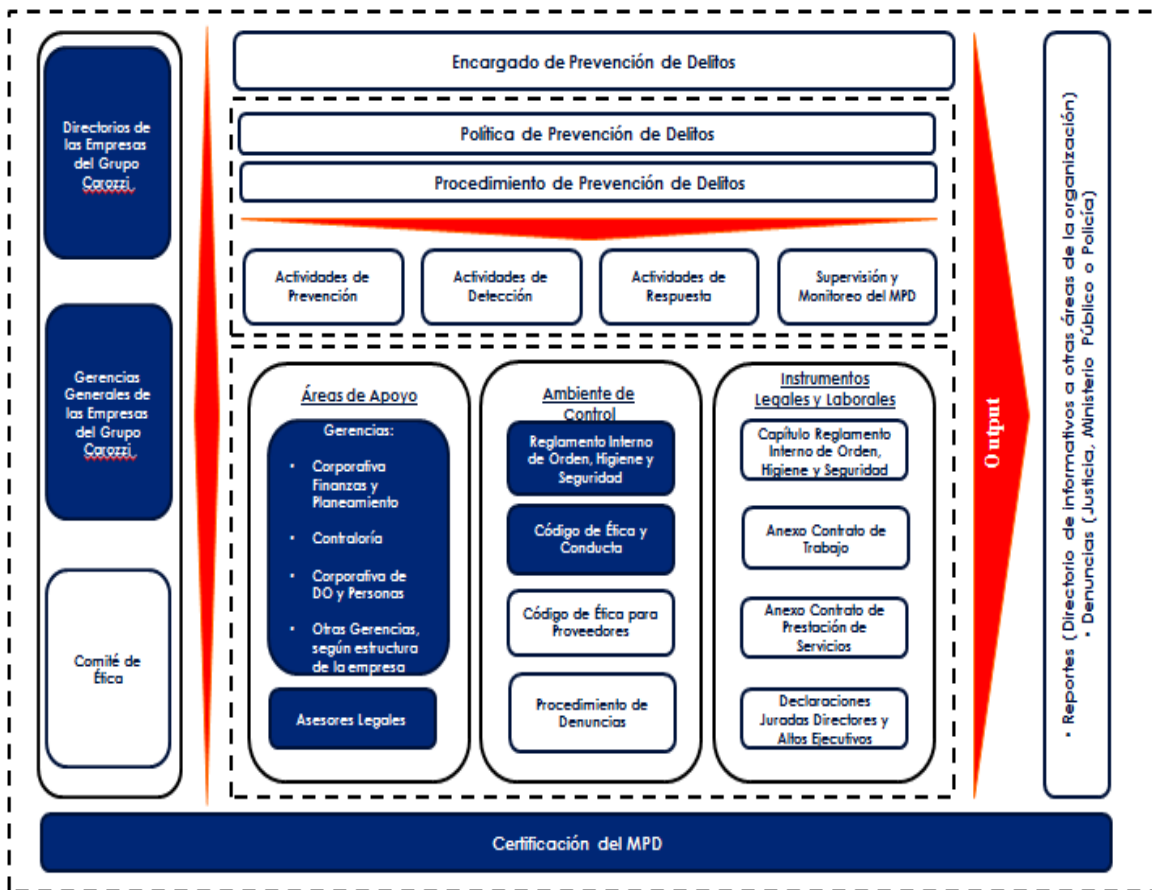 Directorios de
las Empresas
del Grupo
Carozzi.
Gerencias
Generales de
las Empresas
del Grupo
Carozzi.
Comité de
Ética
Encargado de Prevención de Delitos
Política de Prevención de Delitos
Procedimiento de Prevención de Delitos
Actividades de
Prevención
Actividades de
Detección
Actividades de
Respuesta
Supervisión y
Monitoreo del MPD
Áreas de Apoyo
Gerencias:
• Corporativa
Finanzas y
Planeamiento
• Contraloría
• Corporativa de
DO y Personas
• Otras Gerencias,
según estructura
de la empresa
Asesores Legales
Ambiente de
Control
Reglamento Interno
de Orden, Higiene y
Seguridad
Código de Ética y
Conducta
Código de Ética para
Proveedores
Procedimiento de
Denuncias
Instrumentos
Legales y Laborales
Capítulo Reglamento
Interno de Orden,
Higiene y Seguridad
Anexo Contrato de
Trabajo
Anexo Contrato de
Prestación de
Servicios
Declaraciones
Juradas Directores y
Altos Ejecutivos
Output
• Reportes (Directorio de informativos a otras áreas de la organización)
• Denuncias (Justicia, Ministerio Público o Policía)
Certificación del MPD